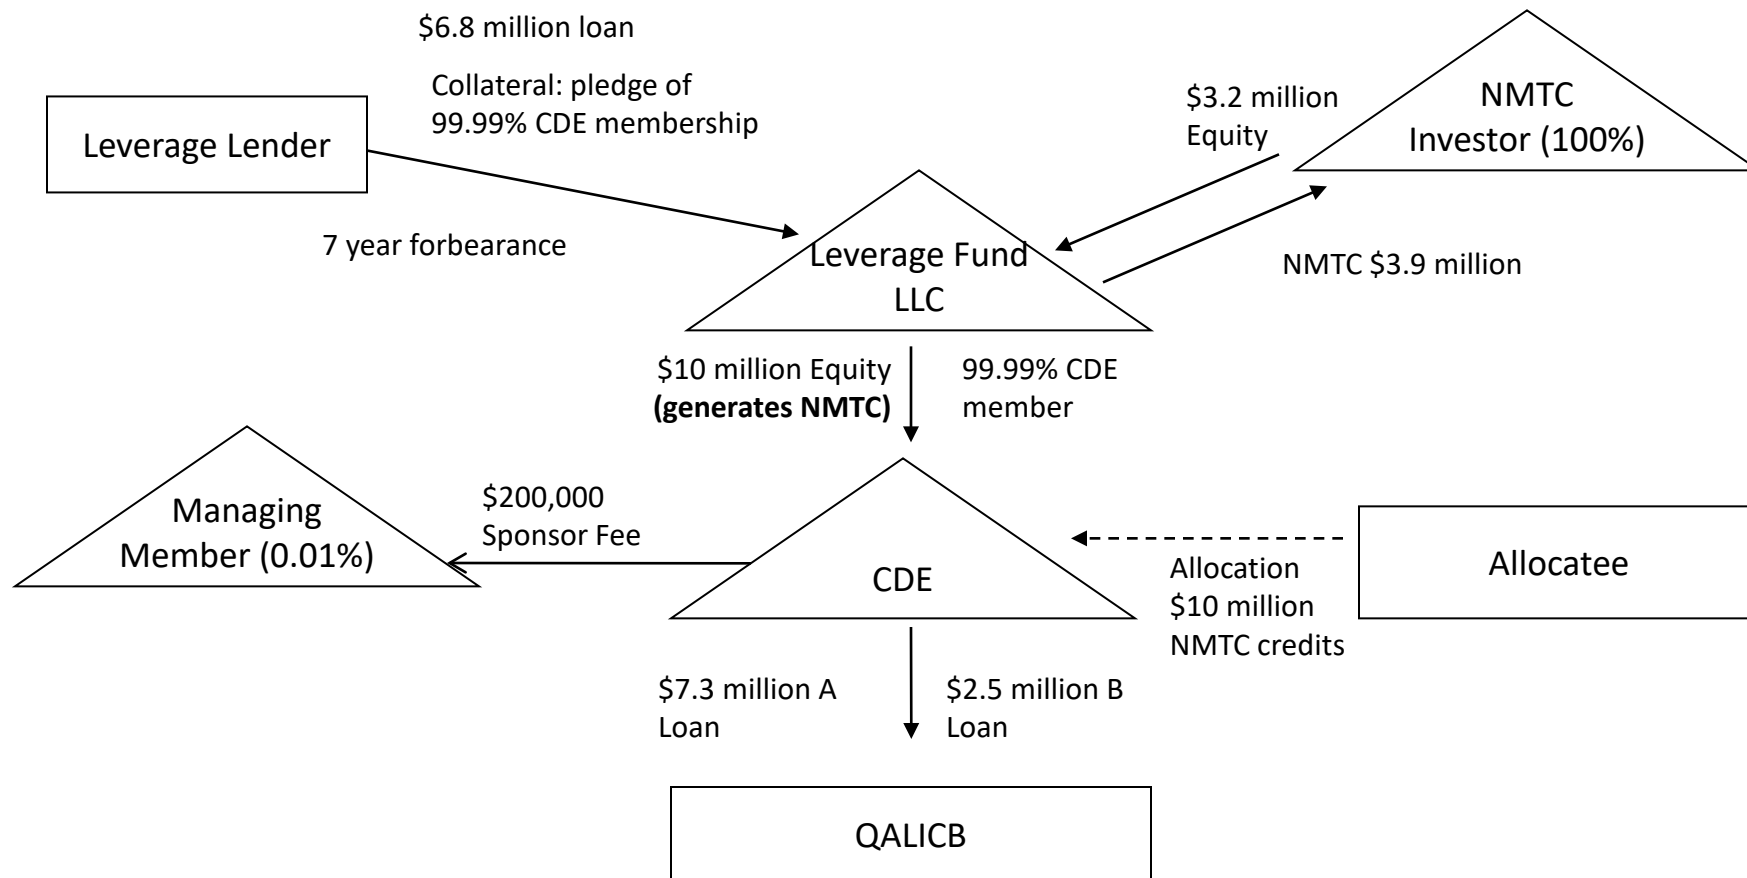 $6.8 million loan
Collateral: pledge of
99.99% CDE membership
Leverage Lender
7 year forbearance
$3.2 million
Equity
NMTC
Investor (100%)
Leverage Fund
LLC
NMTC $3.9 million
$10 million Equity
(generates NMTC)
99.99% CDE
member
Managing
Member (0.01%)
$200,000
Sponsor Fee
CDE
Allocation
$10 million
NMTC credits
Allocatee
$7.3 million A
Loan
$2.5 million B
Loan
QALICB